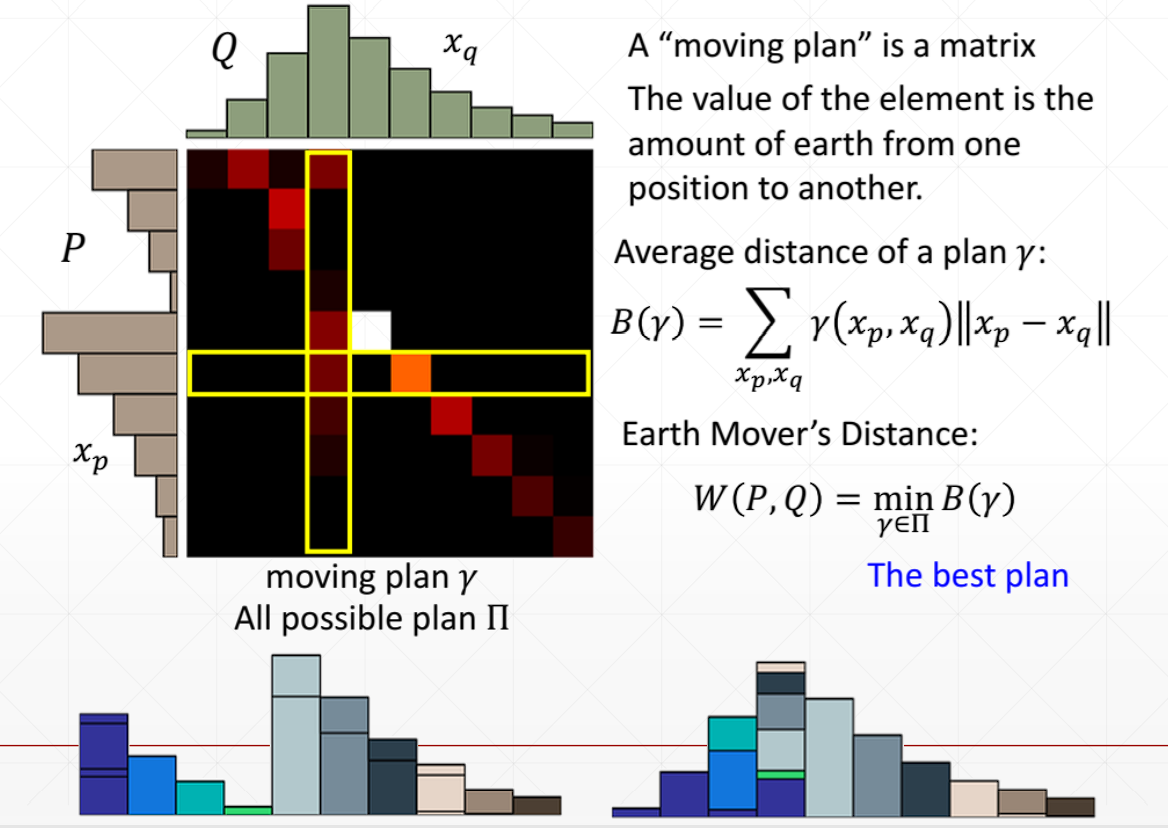 Q
x_q
P
x_p
moving plan γ
All possible plan Π
A “moving plan” is a matrix
The value of the element is the
amount of earth from one
position to another.
Average distance of a plan γ:
B(γ) = ∑_{x_p,x_q} γ(x_p, x_q)‖x_p − x_q‖
Earth Mover’s Distance:
W(P, Q) = min_{γ∈Π} B(γ)
The best plan